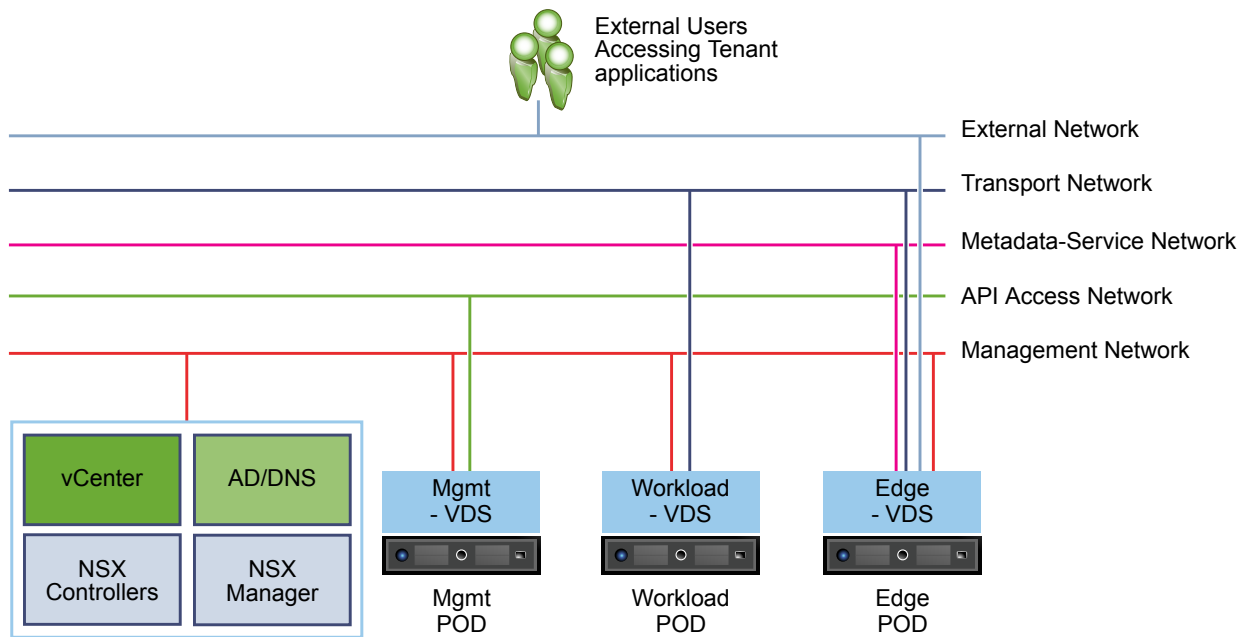 External Users
Accessing Tenant
applications
External Network
Transport Network
Metadata-Service Network
API Access Network
Management Network
vCenter
AD/DNS
NSX
Controllers
NSX
Manager
Mgmt
- VDS
Workload
- VDS
Edge
- VDS
Mgmt
POD
Workload
POD
Edge
POD